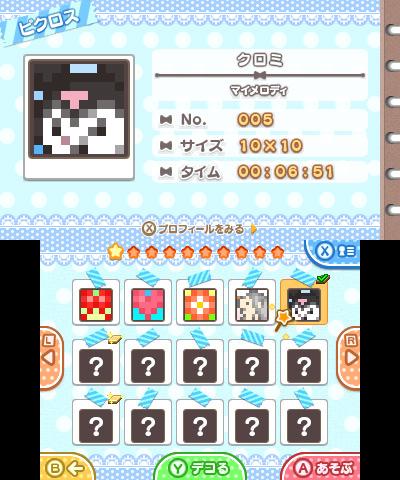 ピクロス
クロミ
マイメロディ
No. 005
サイズ 10×10
タイム 00:06:51
Xプロフィールをみる
X
L
R
? ? ? ? ?
? ? ? ? ?
B
Yデコる
Aあそぶ